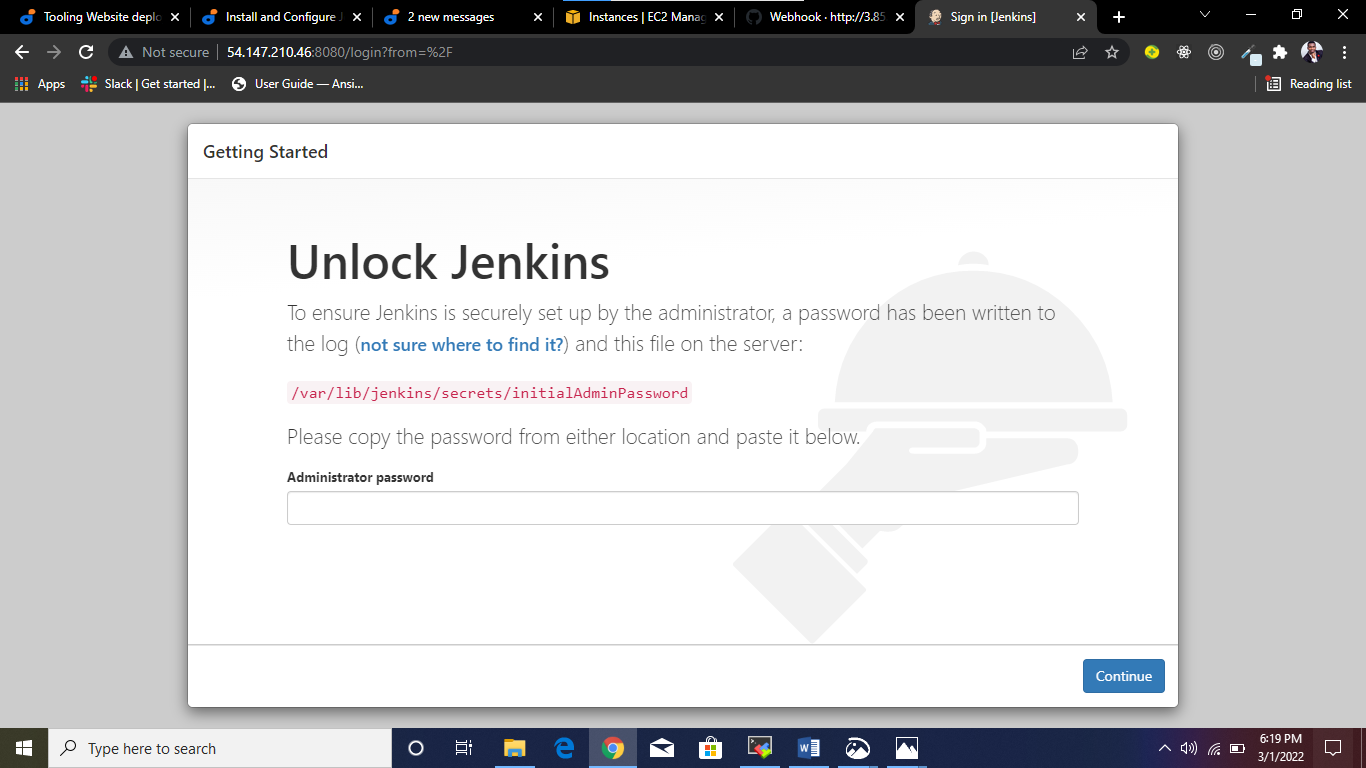 Tooling Website deplo
Install and Configure J
2 new messages
Instances | EC2 Manag
Webhook · http://3.85
Sign in [Jenkins]
Not secure
54.147.210.46:8080/login?from=%2F
Apps
Slack | Get started |...
User Guide — Ansi...
Reading list
Getting Started
Unlock Jenkins
To ensure Jenkins is securely set up by the administrator, a password has been written to
the log (not sure where to find it?) and this file on the server:
/var/lib/jenkins/secrets/initialAdminPassword
Please copy the password from either location and paste it below.
Administrator password
Continue
Type here to search
6:19 PM
3/1/2022